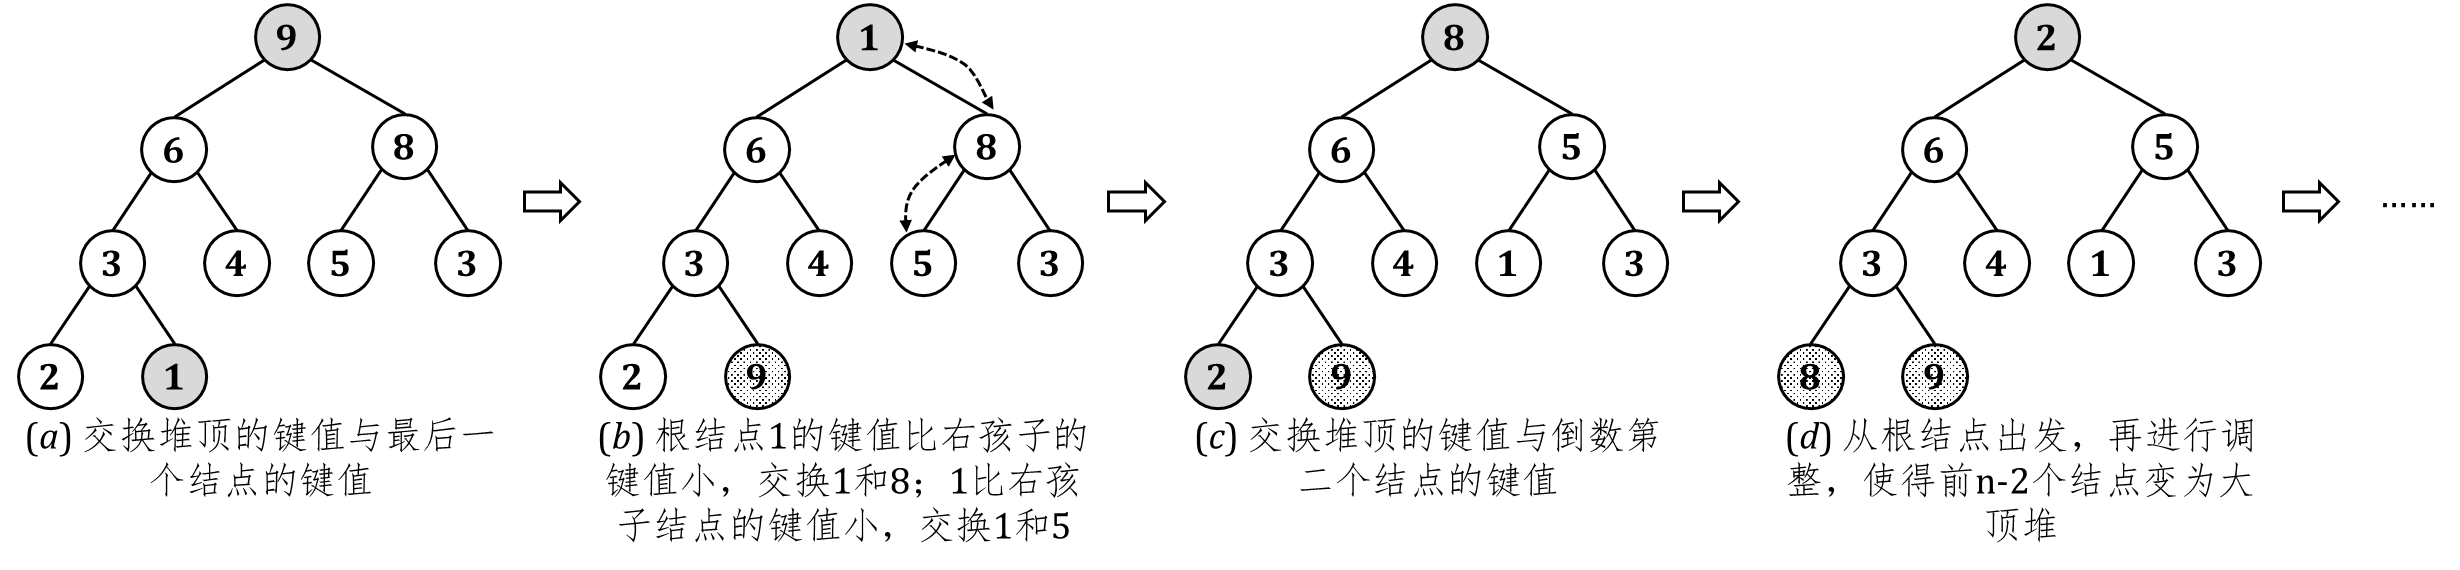 9
6 8
3 4 5 3
2 1
(a) 交换堆顶的键值与最后一
个结点的键值
1
6 8
3 4 5 3
2 9
(b) 根结点1的键值比右孩子的
键值小，交换1和8；1比右孩
子结点的键值小，交换1和5
8
6 5
3 4 1 3
2 9
(c) 交换堆顶的键值与倒数第
二个结点的键值
2
6 5
3 4 1 3
8 9
(d) 从根结点出发，再进行调
整，使得前n-2个结点变为大
顶堆
……